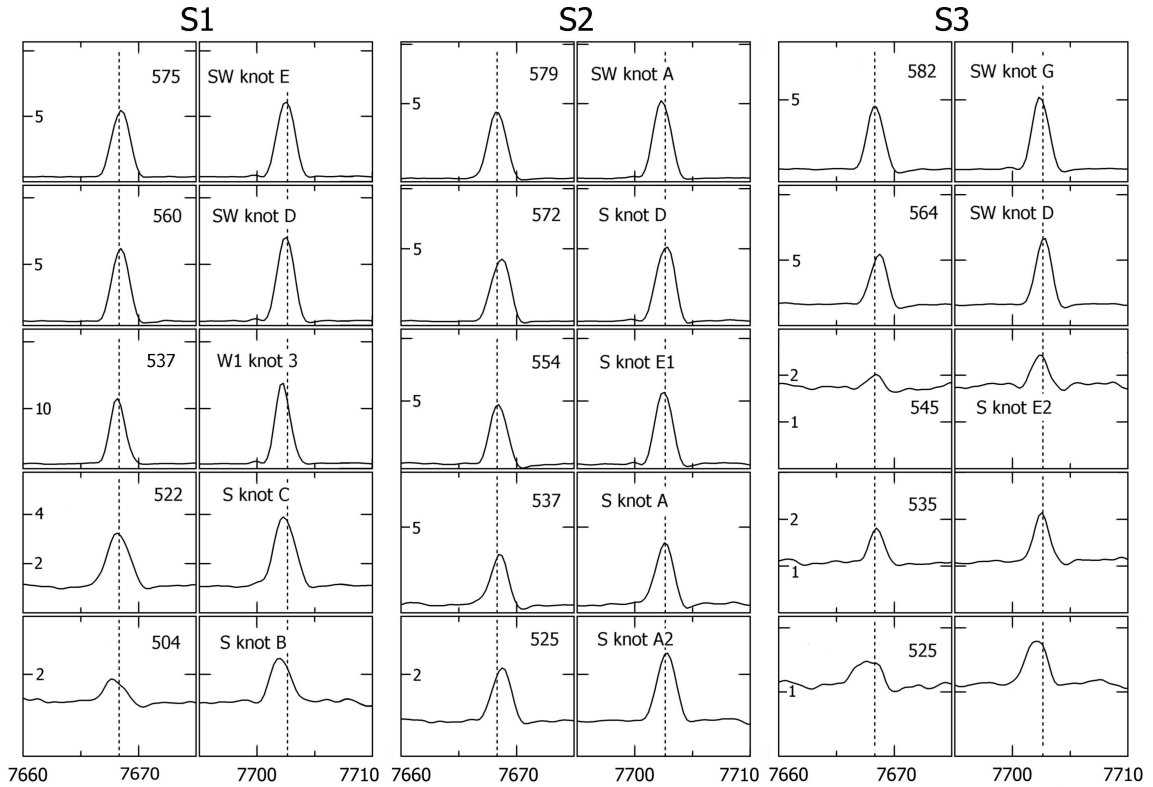 S1 S2 S3
575 SW knot E 579 SW knot A 582 SW knot G
5 5 5
560 SW knot D 572 S knot D 564 SW knot D
5 5 5
537 W1 knot 3 554 S knot E1 2
10 5 545 S knot E2
1
522 S knot C 537 S knot A 535
4 5 2
2 1
504 S knot B 525 S knot A2 525
2 2 1
7660 7670 7700 7710 7660 7670 7700 7710 7660 7670 7700 7710